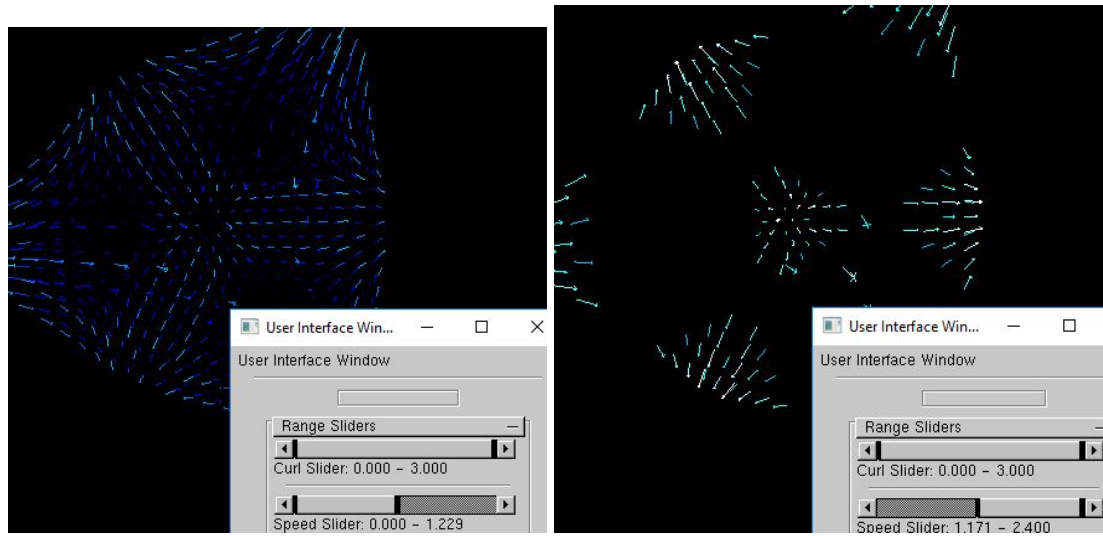 User Interface Win...
User Interface Window
Range Sliders
Curl Slider: 0.000 - 3.000
Speed Slider: 0.000 - 1.229
User Interface Win...
User Interface Window
Range Sliders
Curl Slider: 0.000 - 3.000
Speed Slider: 1.171 - 2.400